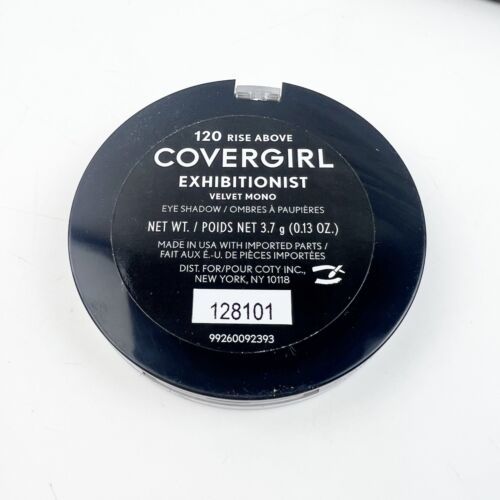 120 RISE ABOVE
COVERGIRL
EXHIBITIONIST
VELVET MONO
EYE SHADOW / OMBRES À PAUPIÈRES
NET WT. / POIDS NET 3.7 g (0.13 OZ.)
MADE IN USA WITH IMPORTED PARTS /
FAIT AUX É.-U. DE PIÈCES IMPORTÉES
DIST. FOR/POUR COTY INC.,
NEW YORK, NY 10118
128101
99260092393